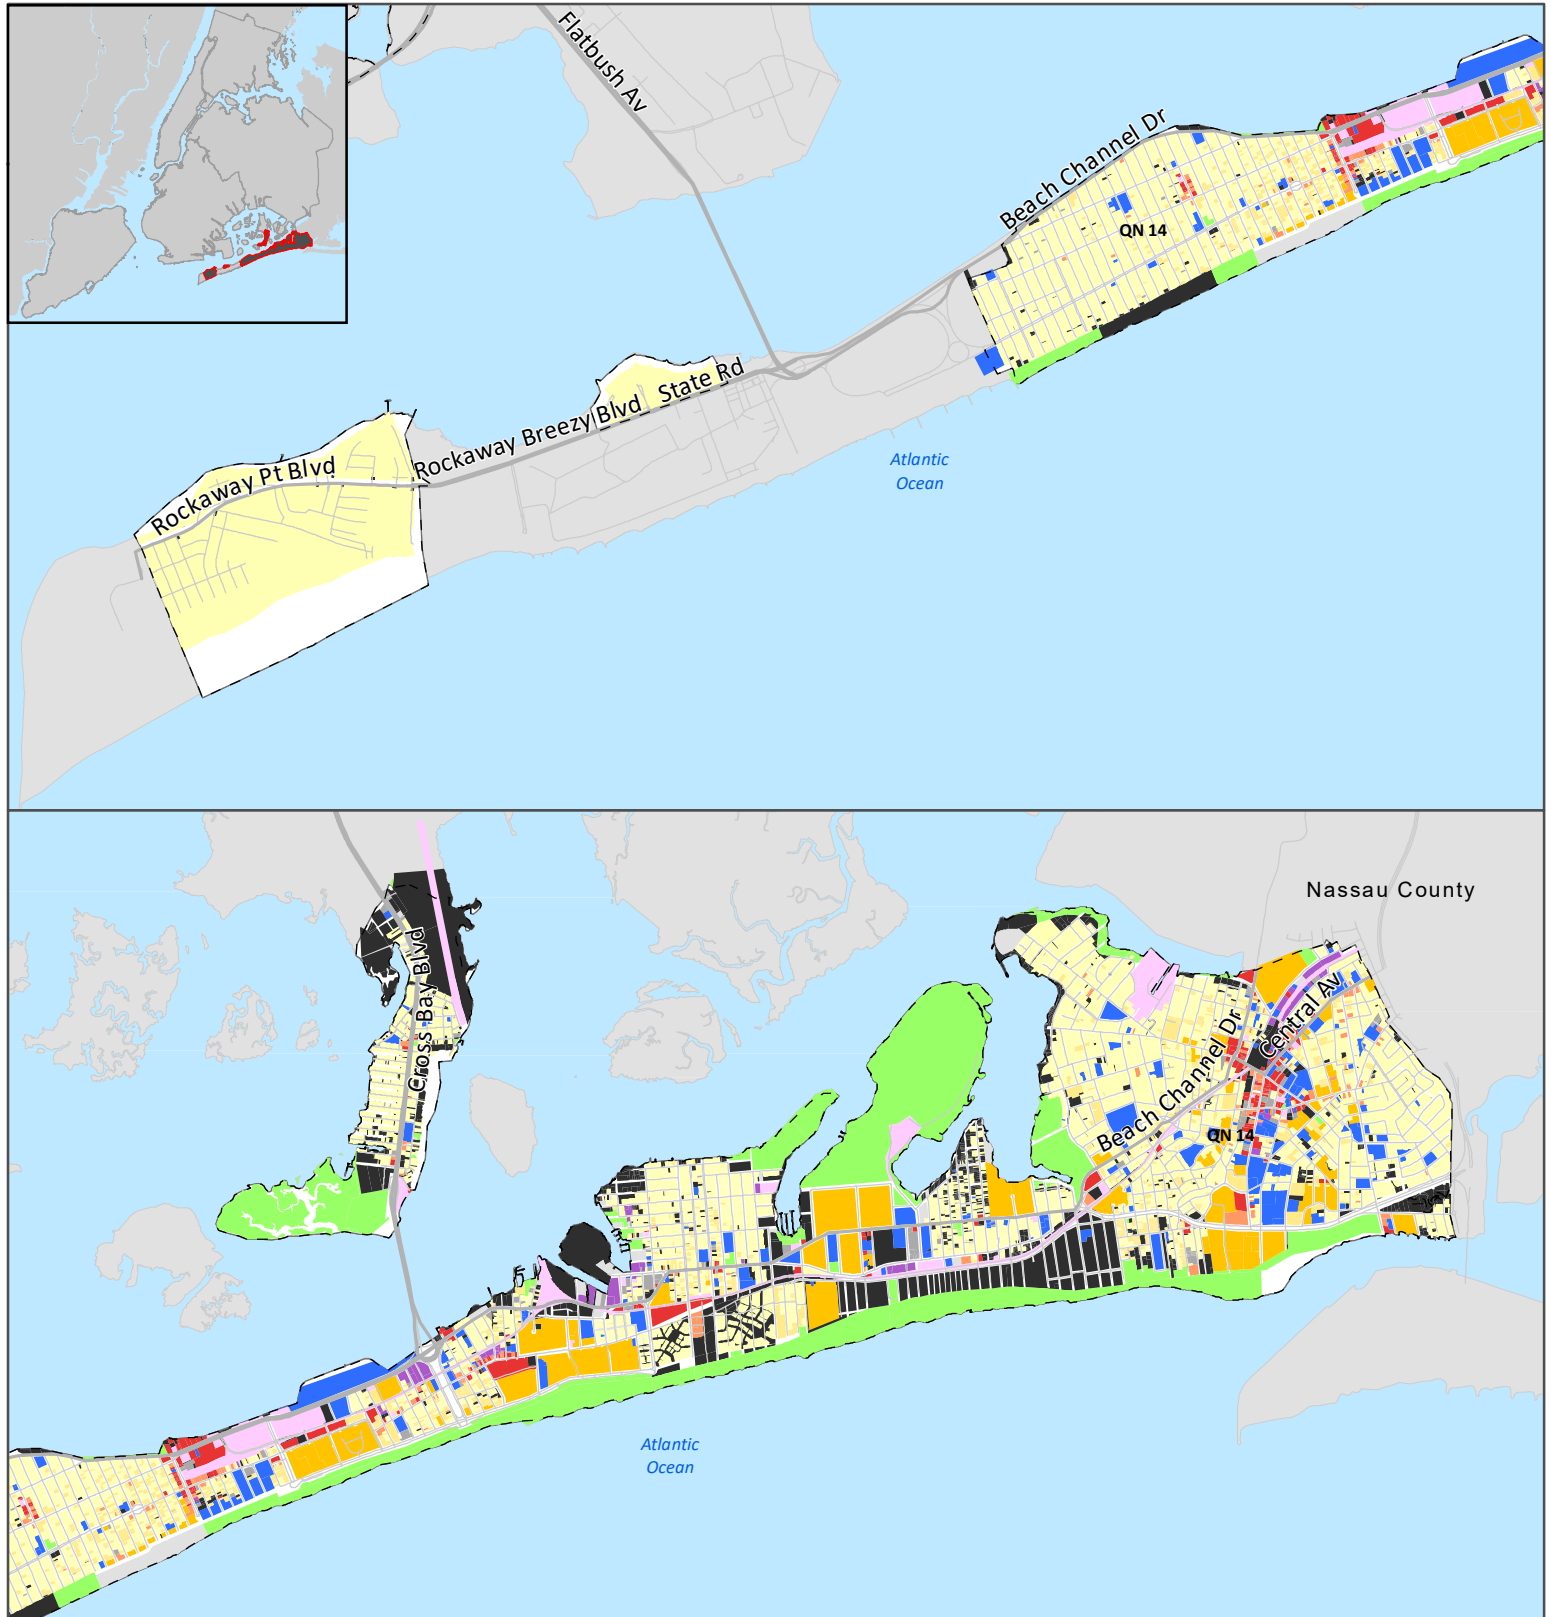 Flatbush Av
Beach Channel Dr
QN 14
Rockaway Breezy Blvd
State Rd
Rockaway Pt Blvd
Atlantic
Ocean
Nassau County
Cross Bay Blvd
Central Av
Beach Channel Dr
QN 14
Atlantic
Ocean